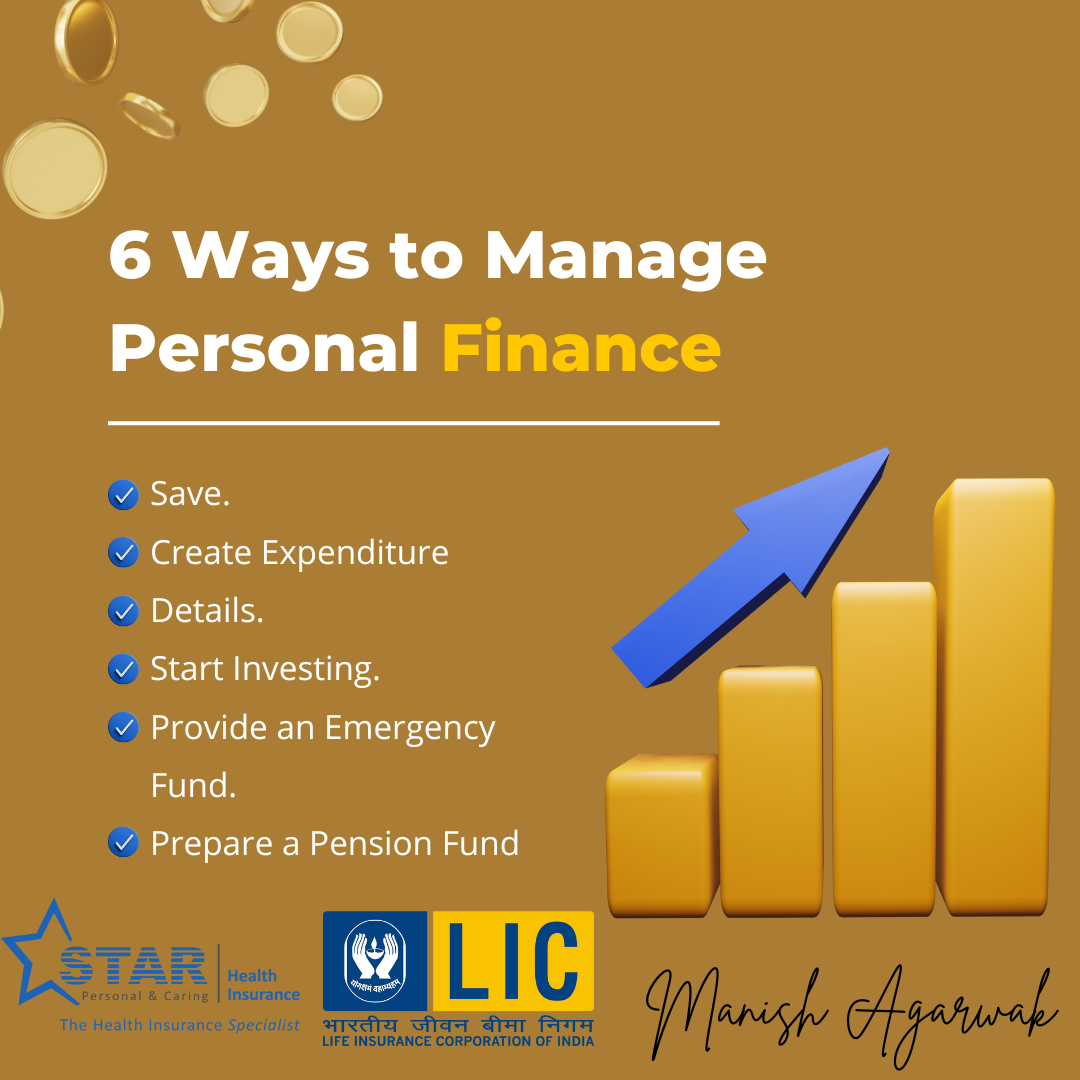 6 Ways to Manage
Personal Finance
Save.
Create Expenditure
Details.
Start Investing.
Provide an Emergency
Fund.
Prepare a Pension Fund
STAR
Personal & Caring
Health
Insurance
The Health Insurance Specialist
योगक्षेमं वहाम्यहम्
LIC
भारतीय जीवन बीमा निगम
LIFE INSURANCE CORPORATION OF INDIA
Manish Agarwak